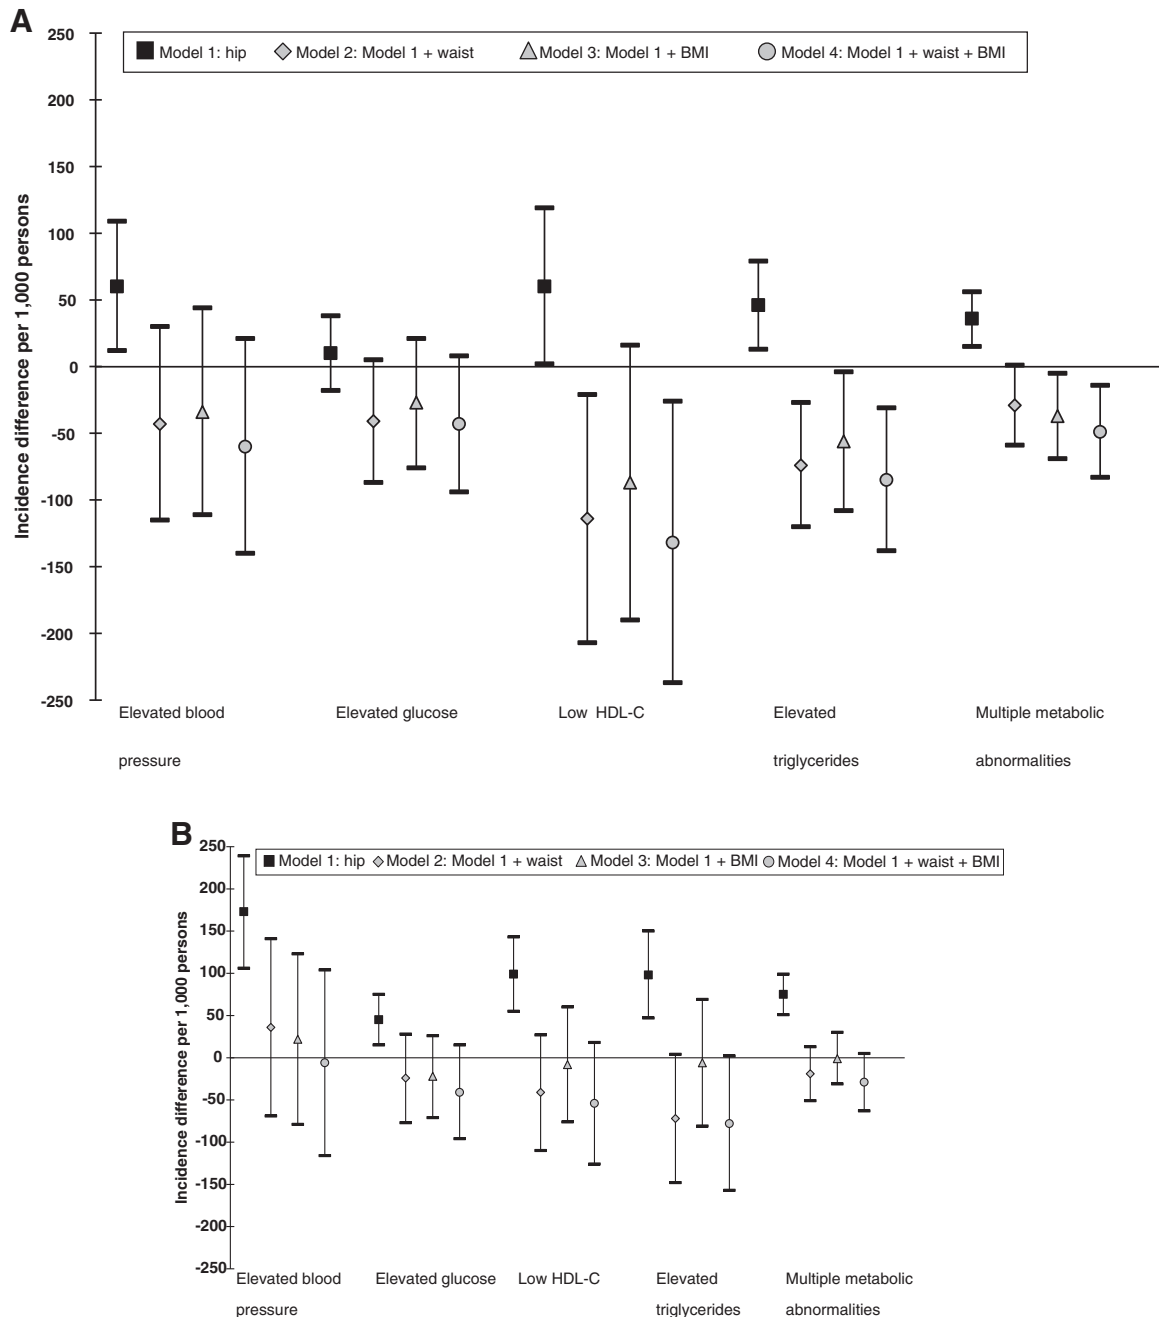 A
250
Model 1: hip Model 2: Model 1 + waist Model 3: Model 1 + BMI Model 4: Model 1 + waist + BMI
200
150
100
50
0
-50
-100
-150
-200
-250
Incidence difference per 1,000 persons
Elevated blood Elevated glucose Low HDL-C Elevated Multiple metabolic
pressure triglycerides abnormalities
B
250
Model 1: hip Model 2: Model 1 + waist Model 3: Model 1 + BMI Model 4: Model 1 + waist + BMI
200
150
100
50
0
-50
-100
-150
-200
-250
Incidence difference per 1,000 persons
Elevated blood Elevated glucose Low HDL-C Elevated Multiple metabolic
pressure triglycerides abnormalities